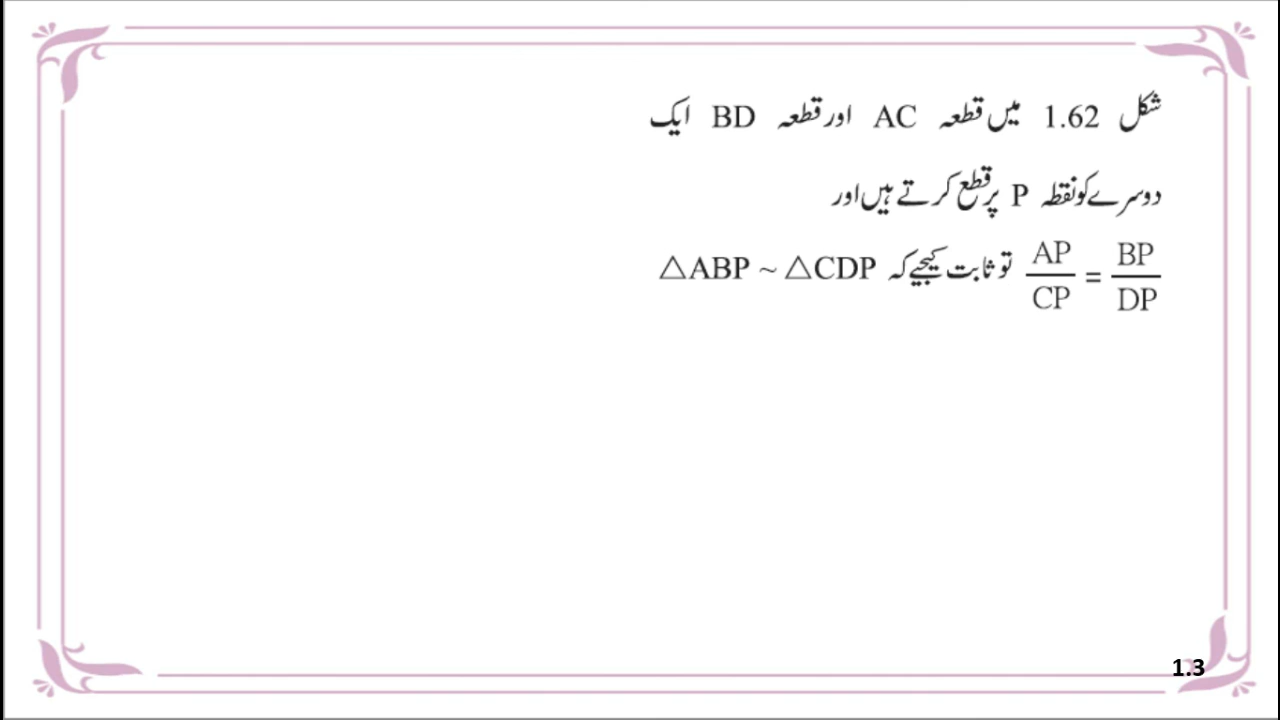 شکل 1.62 میں قطعہ AC اور قطعہ BD ایک
دوسرے کو نقطہ P پر قطع کرتے ہیں اور
AP/CP = BP/DP تو ثابت کیجیے کہ △ABP ~ △CDP
1.3